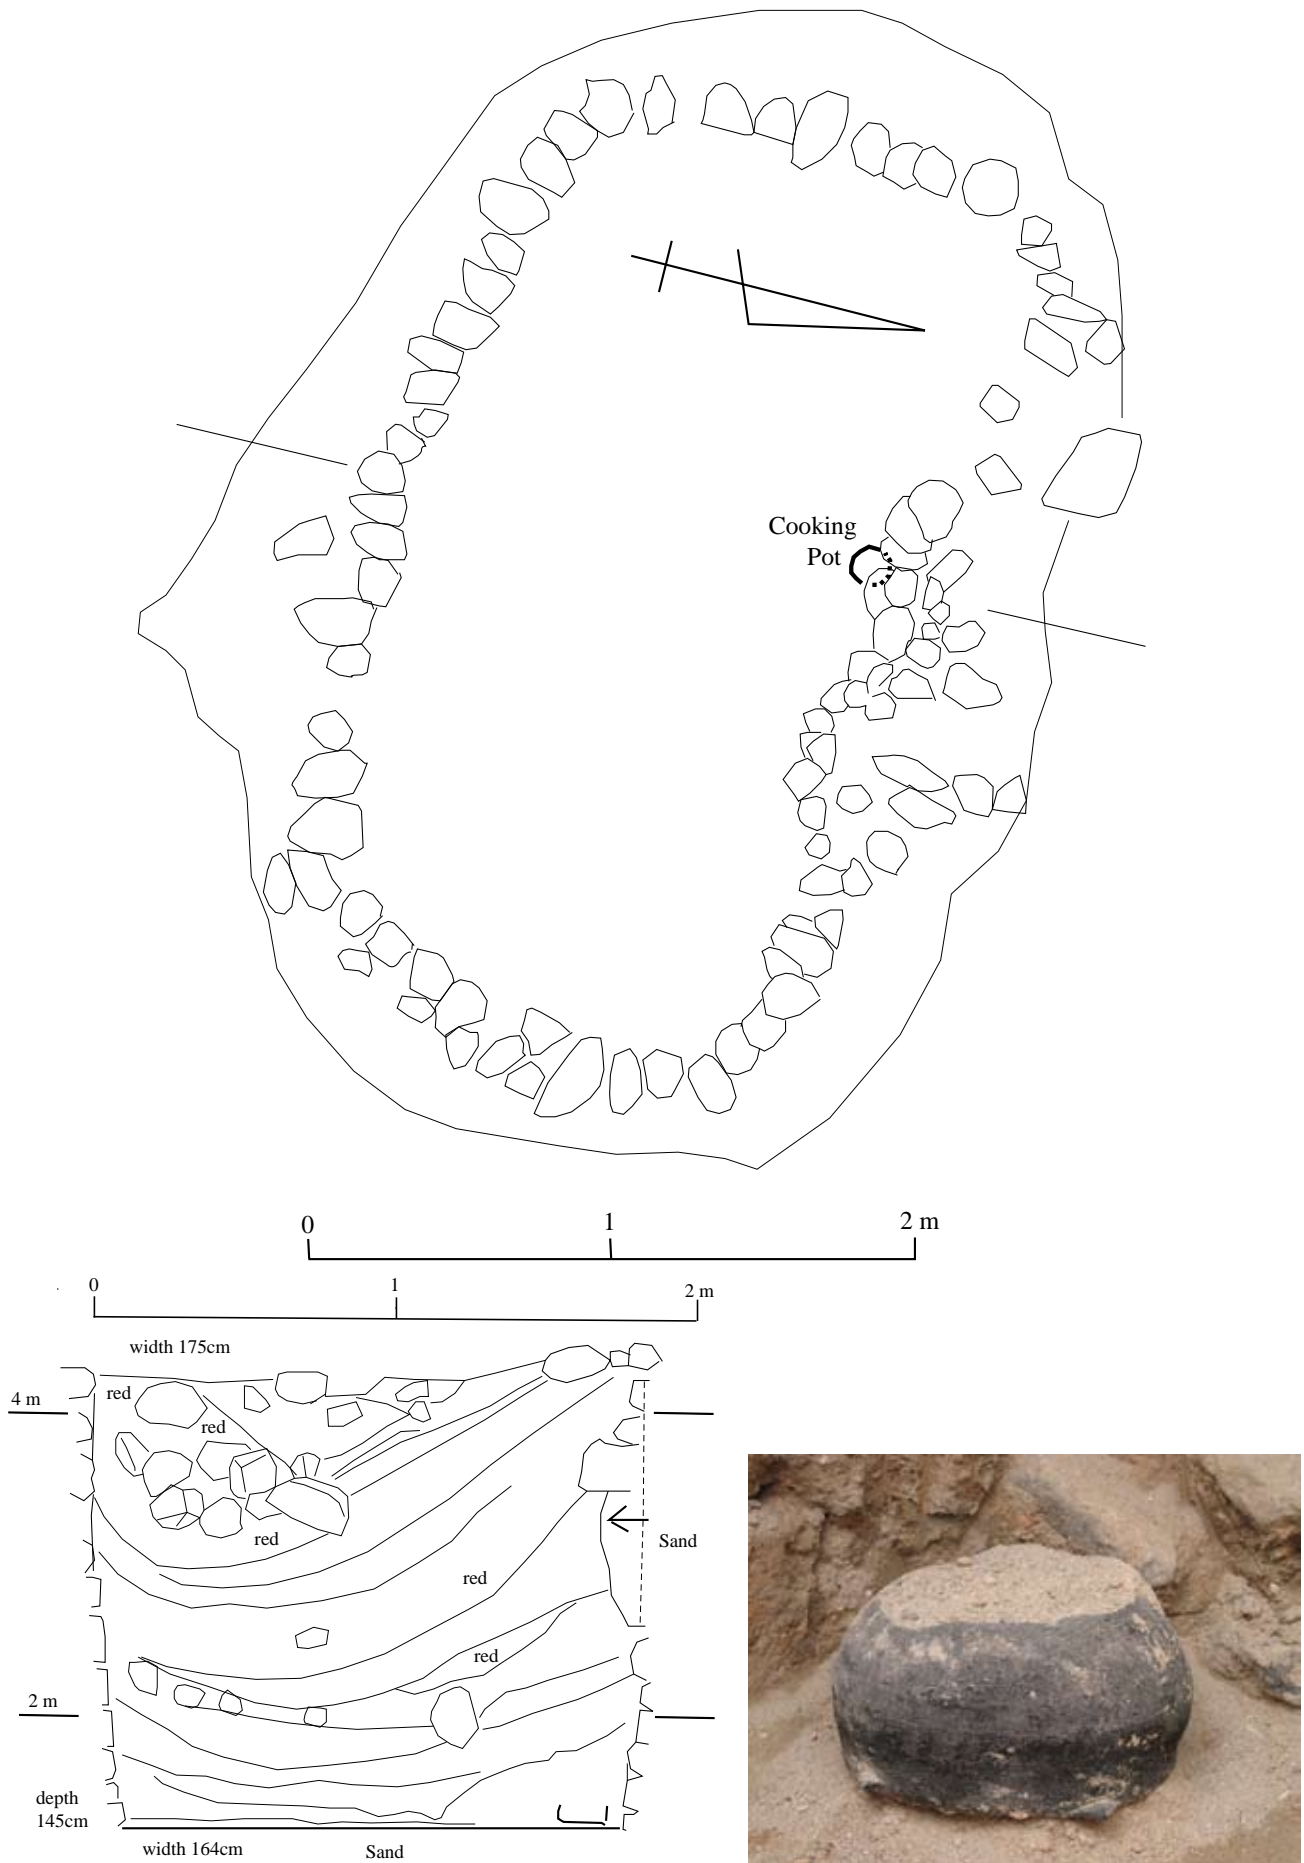 Cooking
Pot
0 1 2 m
0 1 2 m
width 175cm
red
4 m
red
red
Sand
red
red
2 m
depth
145cm
width 164cm
Sand